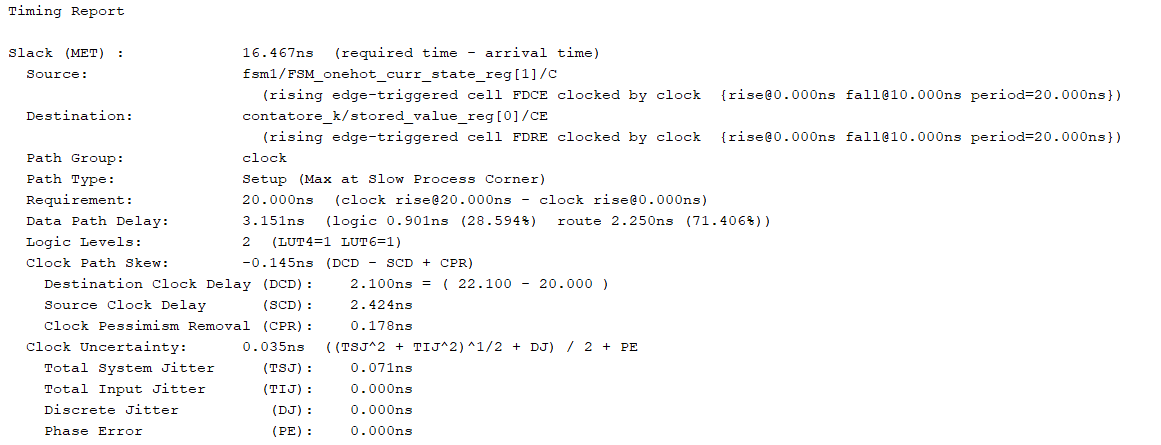 Timing Report
Slack (MET) :             16.467ns  (required time - arrival time)
  Source:                 fsm1/FSM_onehot_curr_state_reg[1]/C
                            (rising edge-triggered cell FDCE clocked by clock  {rise@0.000ns fall@10.000ns period=20.000ns})
  Destination:            contatore_k/stored_value_reg[0]/CE
                            (rising edge-triggered cell FDRE clocked by clock  {rise@0.000ns fall@10.000ns period=20.000ns})
  Path Group:             clock
  Path Type:              Setup (Max at Slow Process Corner)
  Requirement:            20.000ns  (clock rise@20.000ns - clock rise@0.000ns)
  Data Path Delay:        3.151ns  (logic 0.901ns (28.594%)  route 2.250ns (71.406%))
  Logic Levels:           2  (LUT4=1 LUT6=1)
  Clock Path Skew:        -0.145ns (DCD - SCD + CPR)
    Destination Clock Delay (DCD):    2.100ns = ( 22.100 - 20.000 )
    Source Clock Delay      (SCD):    2.424ns
    Clock Pessimism Removal (CPR):    0.178ns
  Clock Uncertainty:      0.035ns  ((TSJ^2 + TIJ^2)^1/2 + DJ) / 2 + PE
    Total System Jitter     (TSJ):    0.071ns
    Total Input Jitter      (TIJ):    0.000ns
    Discrete Jitter          (DJ):    0.000ns
    Phase Error              (PE):    0.000ns